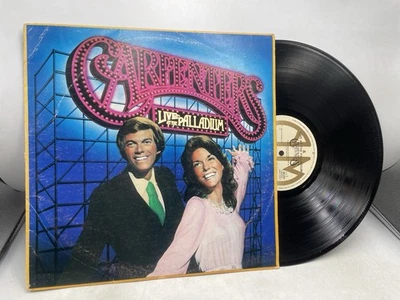 CARPENTERS
LIVE AT THE
PALLADIUM
A&M